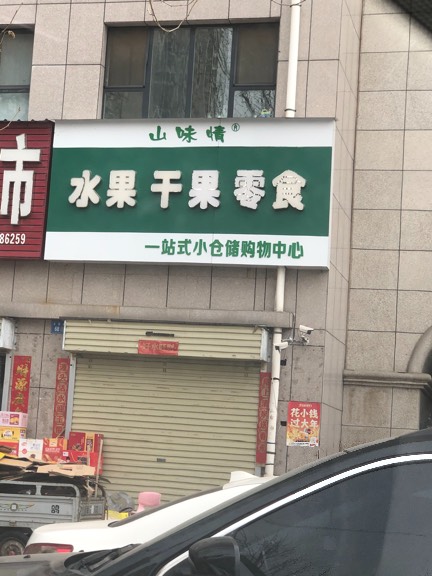 山味情®
水果干果零食
一站式小仓储购物中心
市
86259
花小钱
过大年